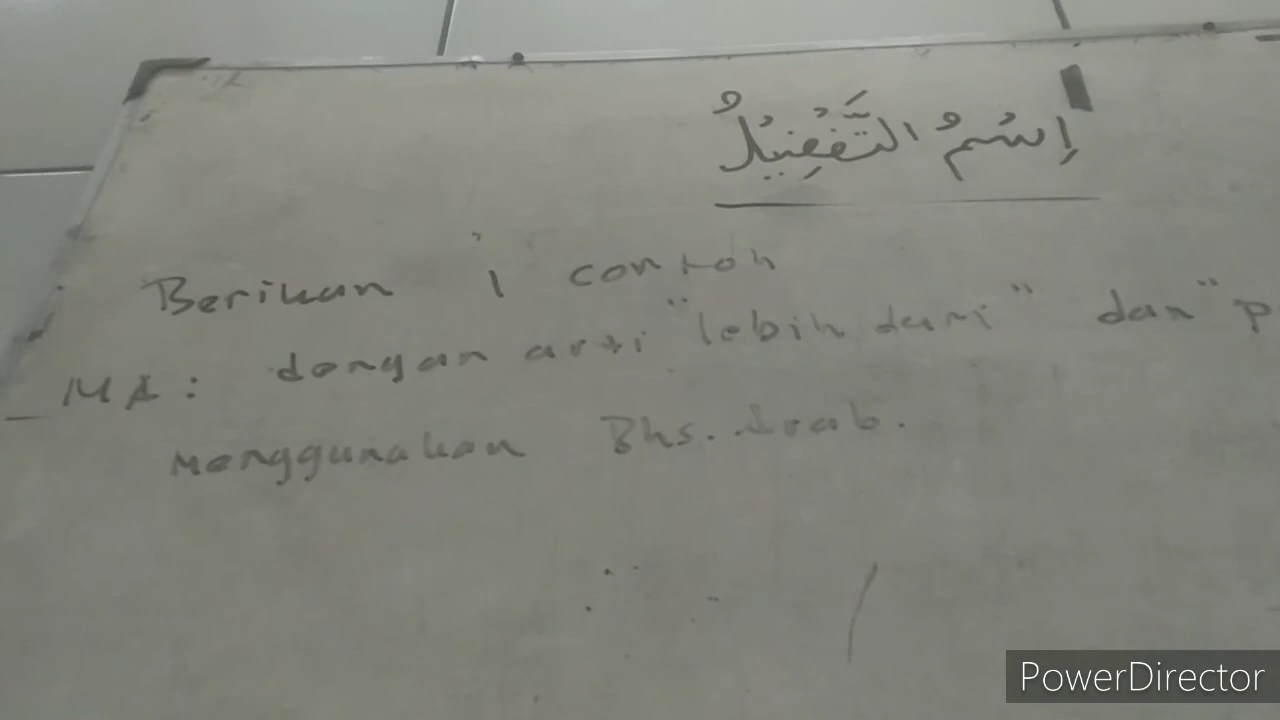 اِسْمُ التَّفْضِيْلُ
Berikan 1 contoh
MA: dengan arti "lebih dari" dan "p
menggunakan Bhs. Arab.
PowerDirector